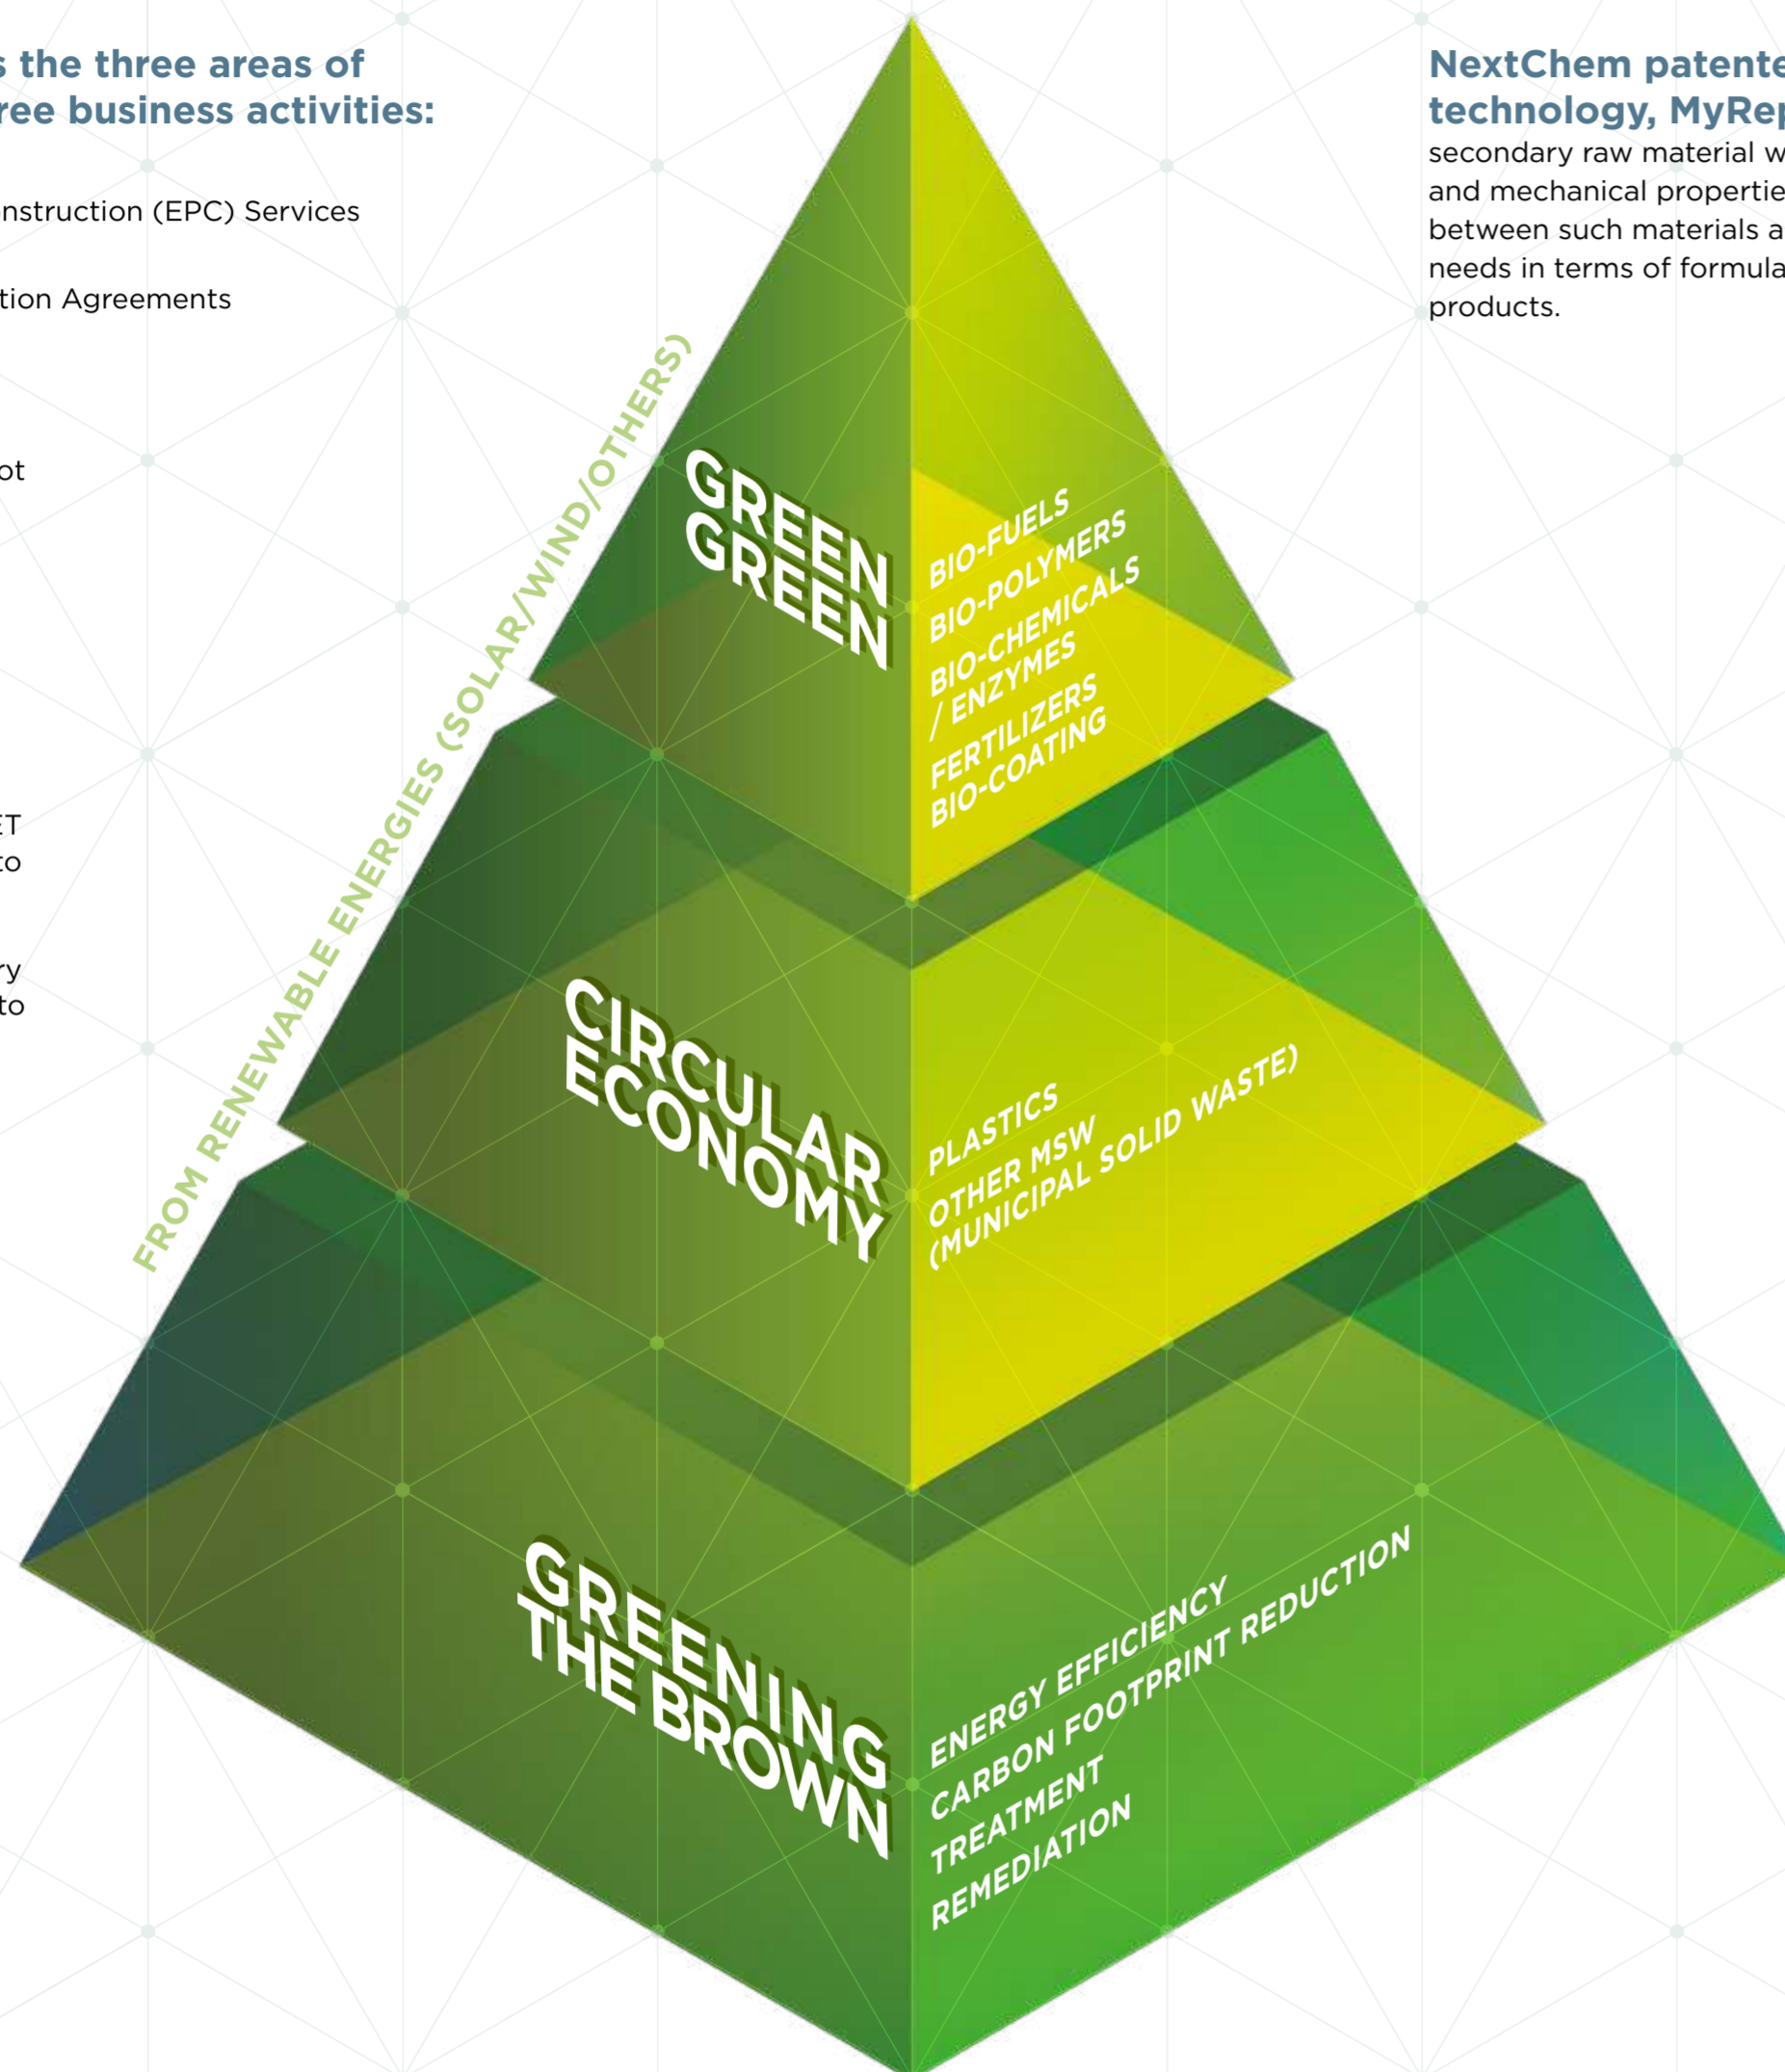 s the three areas of
ree business activities:
nstruction (EPC) Services
tion Agreements
ot
ET
to
ry
to
NextChem patente
technology, MyRep
secondary raw material w
and mechanical propertie
between such materials a
needs in terms of formula
products.
FROM RENEWABLE ENERGIES (SOLAR/WIND/OTHERS)
GREEN
GREEN
BIO-FUELS
BIO-POLYMERS
BIO-CHEMICALS
/ ENZYMES
FERTILIZERS
BIO-COATING
CIRCULAR
ECONOMY
PLASTICS
OTHER MSW
(MUNICIPAL SOLID WASTE)
GREENING
THE BROWN
ENERGY EFFICIENCY
CARBON FOOTPRINT REDUCTION
TREATMENT
REMEDIATION